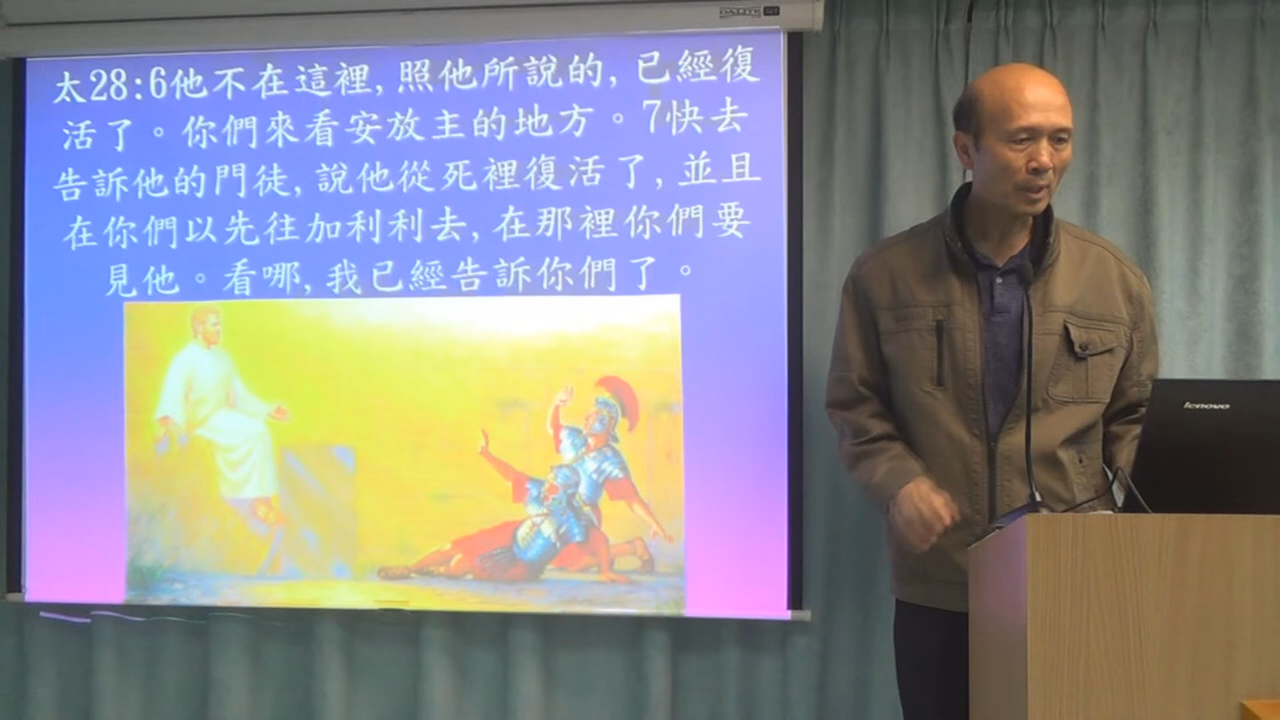 太28:6他不在這裡,照他所說的,已經復
活了。你們來看安放主的地方。7快去
告訴他的門徒,說他從死裡復活了,並且
在你們以先往加利利去,在那裡你們要
見他。看哪,我已經告訴你們了。
lenovo